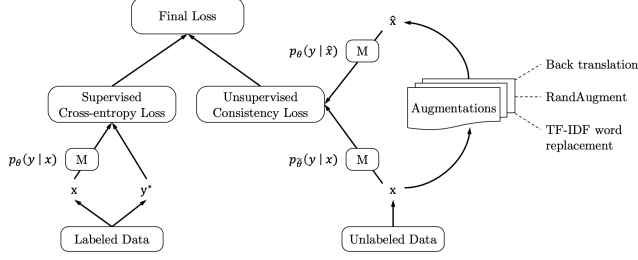 Final Loss
x̂
pθ(y | x̂)
M
Back translation
Supervised
Cross-entropy Loss
Unsupervised
Consistency Loss
Augmentations
RandAugment
TF-IDF word
replacement
pθ(y | x)
M
pθ̃(y | x)
M
x
y*
x
Labeled Data
Unlabeled Data